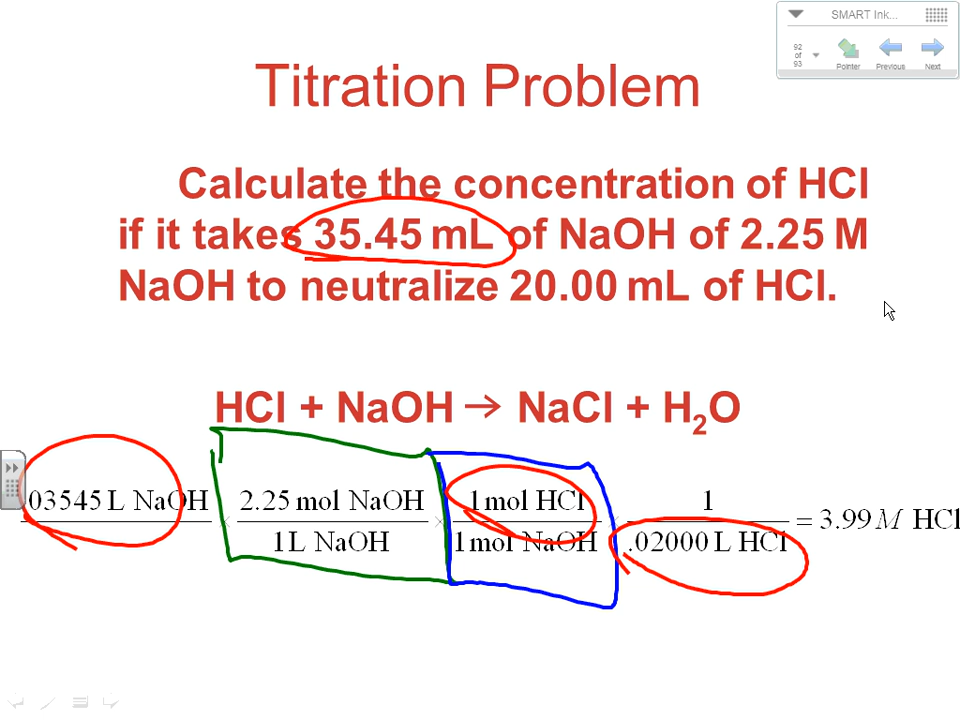 SMART Ink...
92
of
93
Pointer Previous Next
Titration Problem
Calculate the concentration of HCl
if it takes 35.45 mL of NaOH of 2.25 M
NaOH to neutralize 20.00 mL of HCl.
HCl + NaOH → NaCl + H₂O
03545 L NaOH × 2.25 mol NaOH × 1 mol HCl × 1 = 3.99 M HCl
1 L NaOH 1 mol NaOH .02000 L HCl